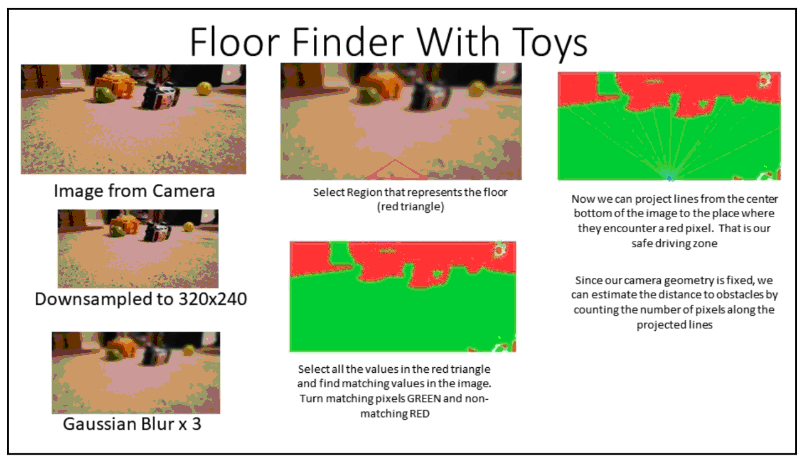 Floor Finder With Toys
Image from Camera
Downsampled to 320x240
Gaussian Blur x 3
Select Region that represents the floor
(red triangle)
Select all the values in the red triangle
and find matching values in the image.
Turn matching pixels GREEN and non-
matching RED
Now we can project lines from the center
bottom of the image to the place where
they encounter a red pixel.  That is our
safe driving zone
Since our camera geometry is fixed, we
can estimate the distance to obstacles by
counting the number of pixels along the
projected lines